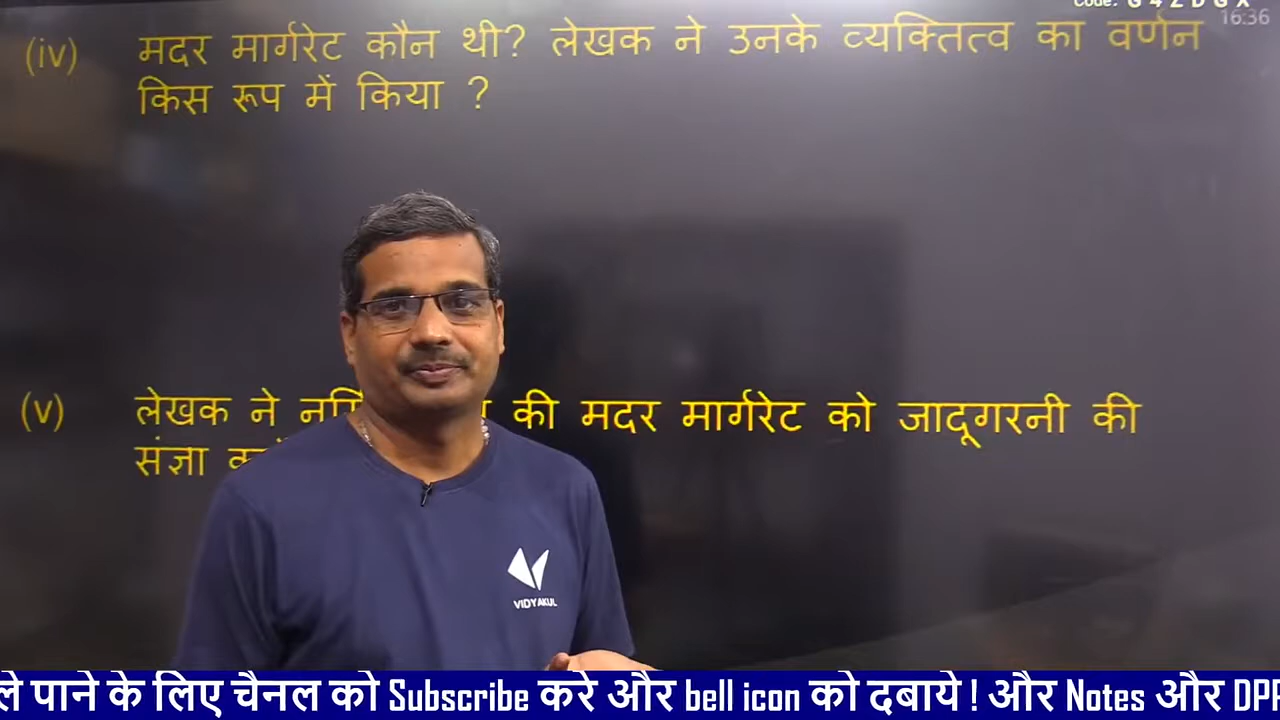 Code: G 4 Z D G X
16:36
(iv) मदर मार्गरेट कौन थी? लेखक ने उनके व्यक्तित्व का वर्णन
किस रूप में किया ?
(v) लेखक ने की मदर मार्गरेट को जादूगरनी की
संज्ञा
VIDYAKUL
पाने के लिए चैनल को Subscribe करे और bell icon को दबाये ! और Notes और